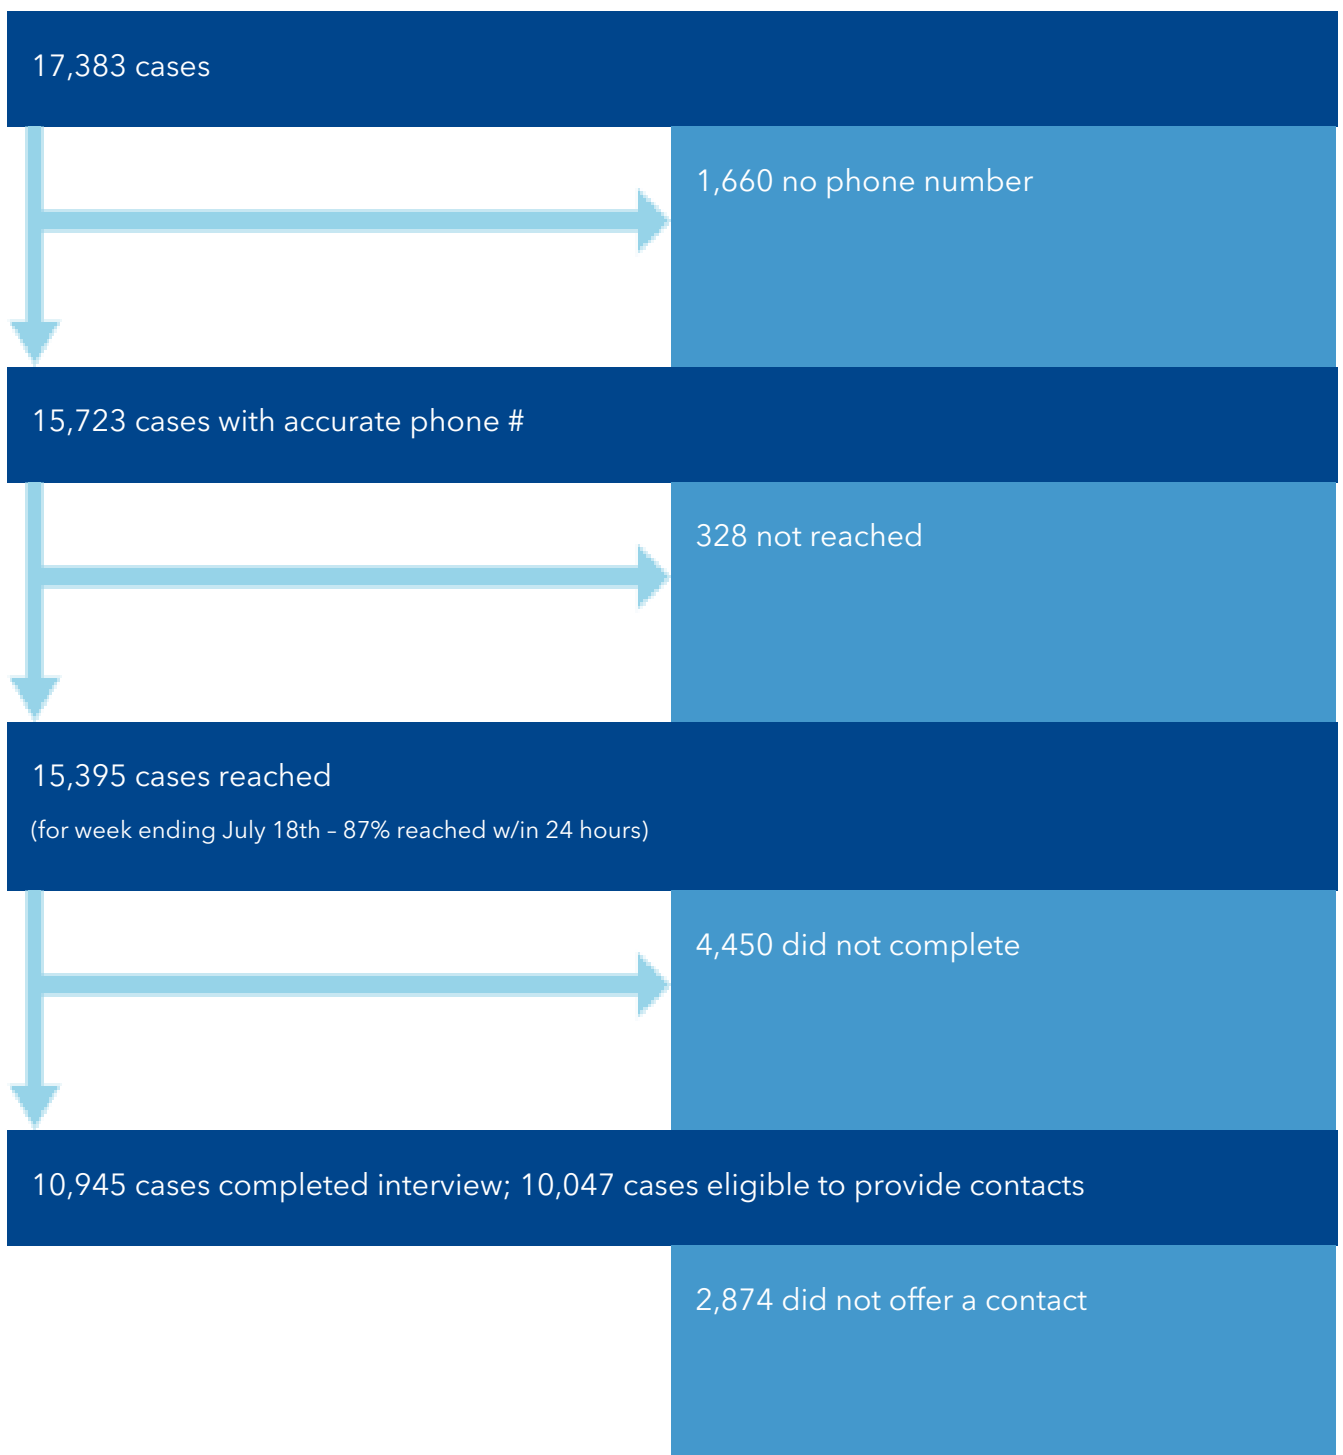 17,383 cases
1,660 no phone number
15,723 cases with accurate phone #
328 not reached
15,395 cases reached
(for week ending July 18th – 87% reached w/in 24 hours)
4,450 did not complete
10,945 cases completed interview; 10,047 cases eligible to provide contacts
2,874 did not offer a contact